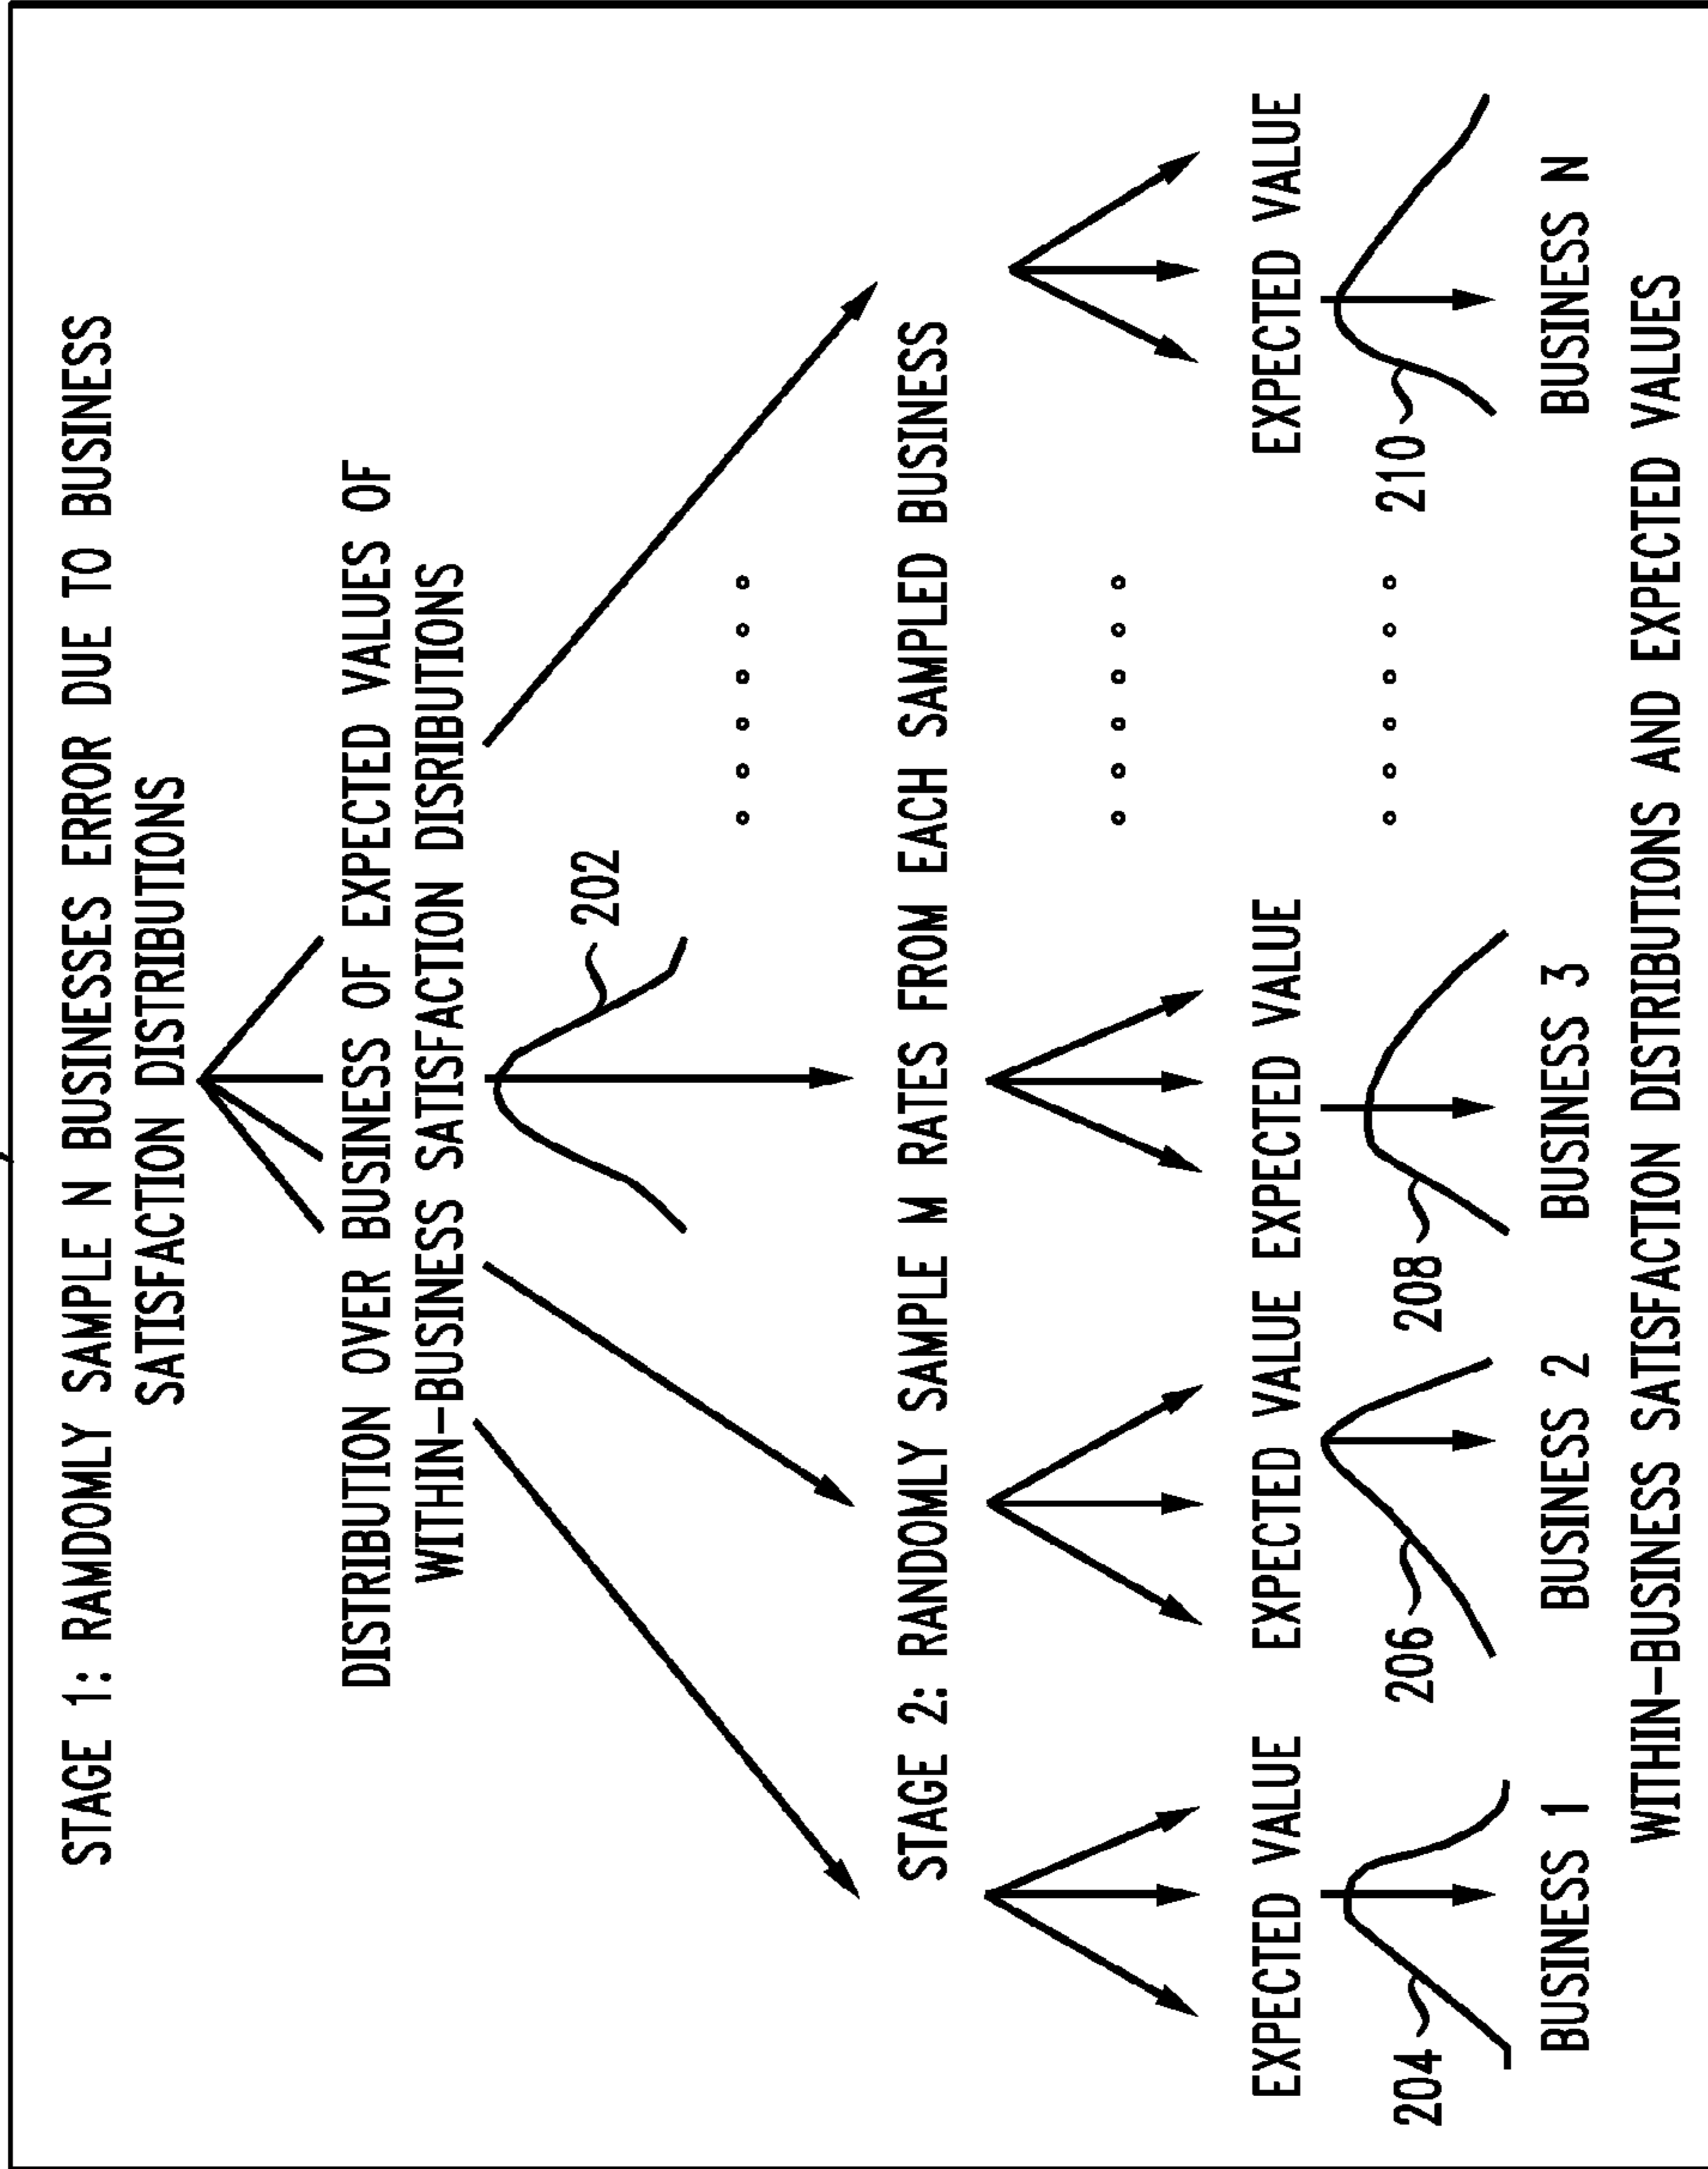 STAGE 1: RAMDOMLY SAMPLE N BUSINESSES ERROR DUE TO BUSINESS
SATISFACTION DISTRIBUTIONS
DISTRIBUTION OVER BUSINESS OF EXPECTED VALUES OF
WITHIN-BUSINESS SATISFACTION DISRIBUTIONS
202
STAGE 2: RANDOMLY SAMPLE M RATES FROM EACH SAMPLED BUSINESS
EXPECTED VALUE EXPECTED VALUE EXPECTED VALUE EXPECTED VALUE
204 206 208 210
BUSINESS 1 BUSINESS 2 BUSINESS 3 BUSINESS N
WITHIN-BUSINESS SATISFACTION DISTRIBUTIONS AND EXPECTED VALUES